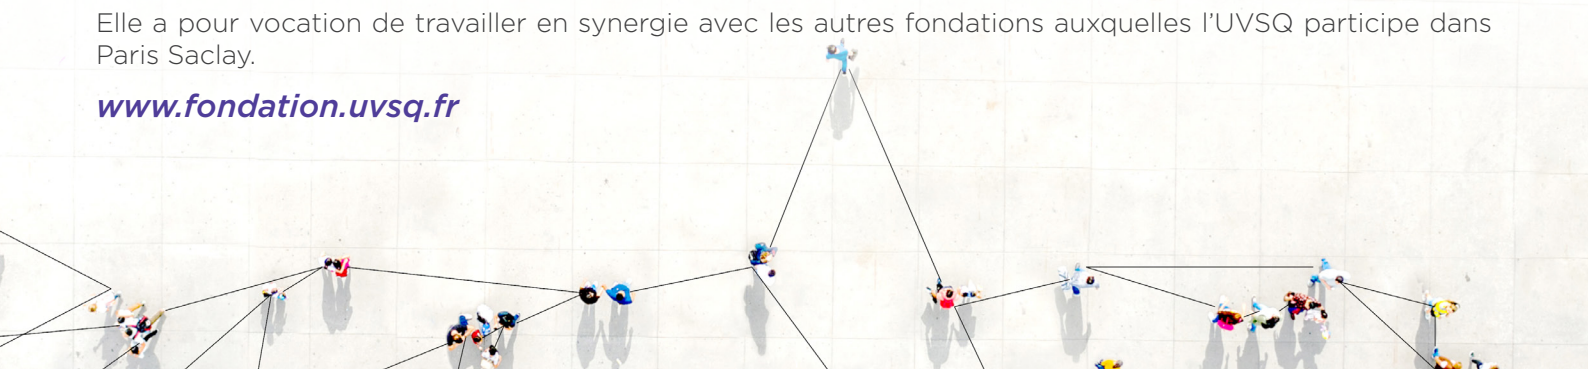 Elle a pour vocation de travailler en synergie avec les autres fondations auxquelles l’UVSQ participe dans
Paris Saclay.
www.fondation.uvsq.fr